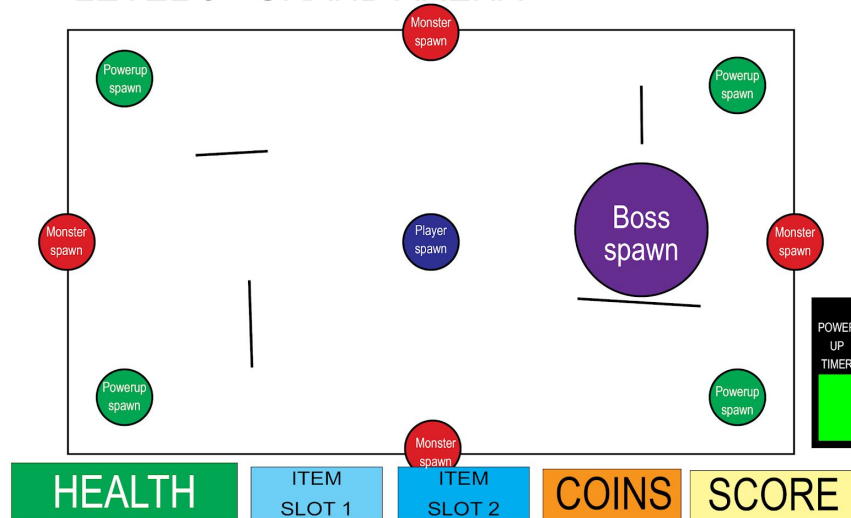 Monster
spawn
Powerup
spawn
Powerup
spawn
Monster
spawn
Player
spawn
Boss
spawn
Monster
spawn
POWER
UP
TIMER
Powerup
spawn
Powerup
spawn
Monster
spawn
HEALTH
ITEM
SLOT 1
ITEM
SLOT 2
COINS
SCORE